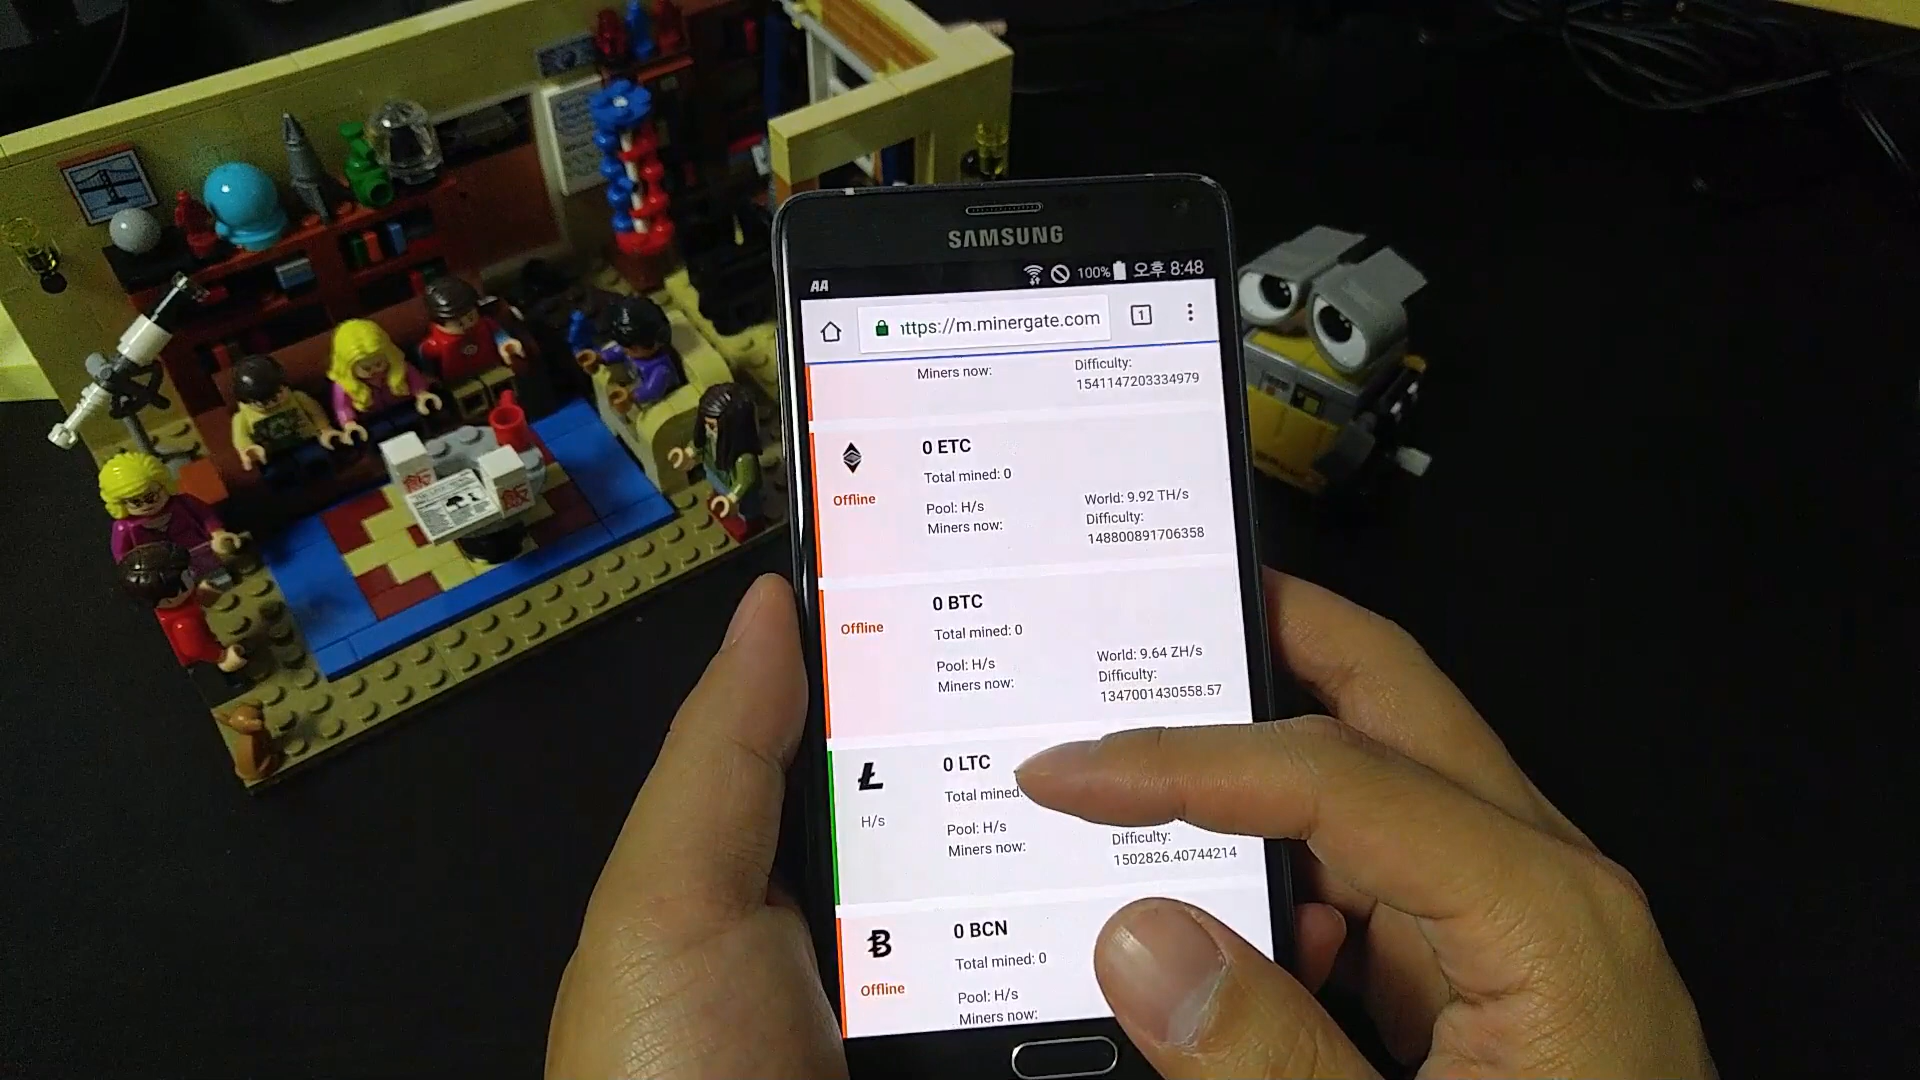 SAMSUNG
100% 오후 8:48
ttps://m.minergate.com
1
Miners now:
Difficulty:
1541147203334979
0 ETC
Total mined: 0
Offline
Pool: H/s
Miners now:
World: 9.92 TH/s
Difficulty:
148800891706358
0 BTC
Offline
Total mined: 0
Pool: H/s
Miners now:
World: 9.64 ZH/s
Difficulty:
1347001430558.57
0 LTC
Total mined:
H/s
Pool: H/s
Miners now:
Difficulty:
1502826.40744214
0 BCN
Total mined: 0
Offline
Pool: H/s
Miners now:
飯
飯